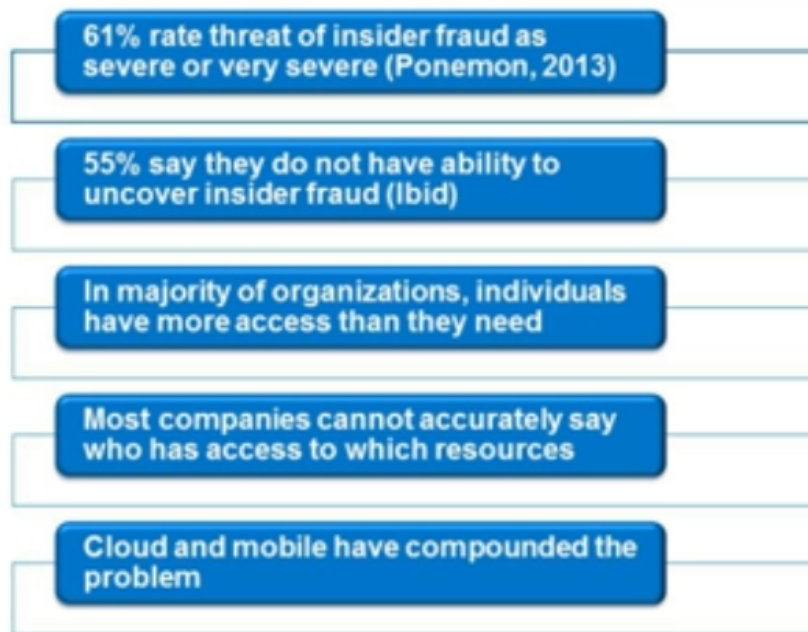 61% rate threat of insider fraud as
severe or very severe (Ponemon, 2013)
55% say they do not have ability to
uncover insider fraud (Ibid)
In majority of organizations, individuals
have more access than they need
Most companies cannot accurately say
who has access to which resources
Cloud and mobile have compounded the
problem